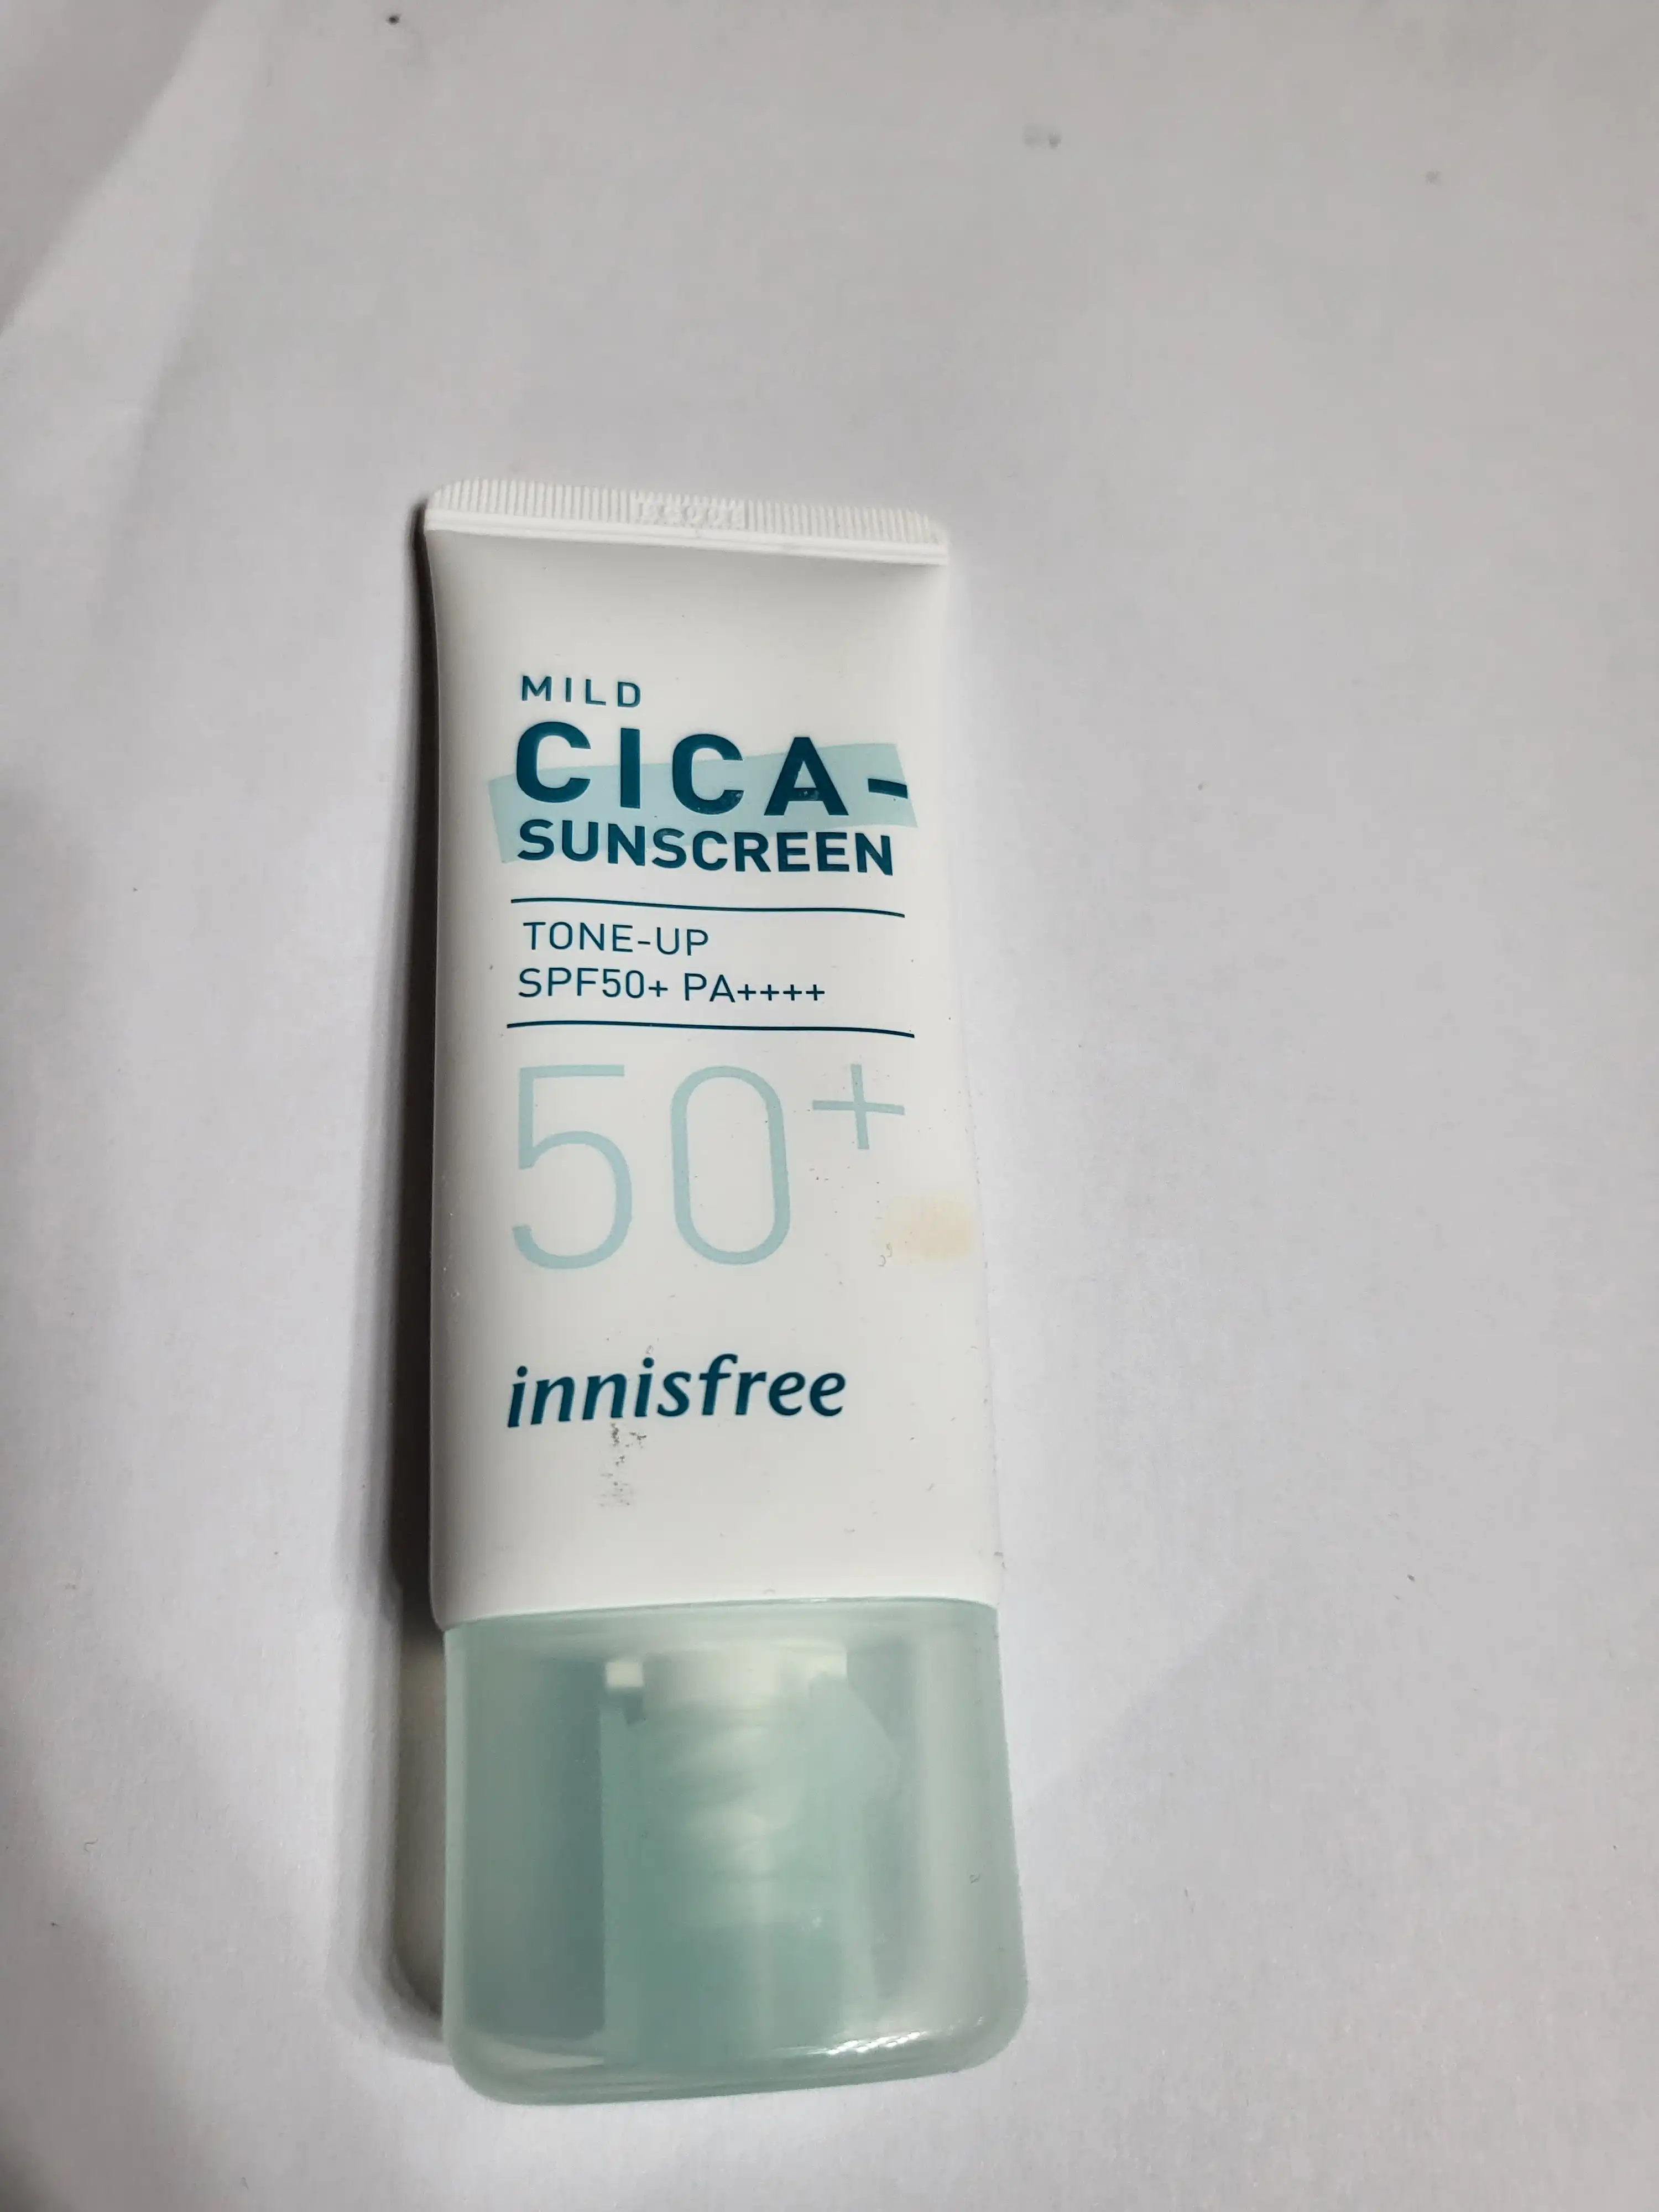 MILD
CICA-
SUNSCREEN
TONE-UP
SPF50+ PA++++
50+
innisfree